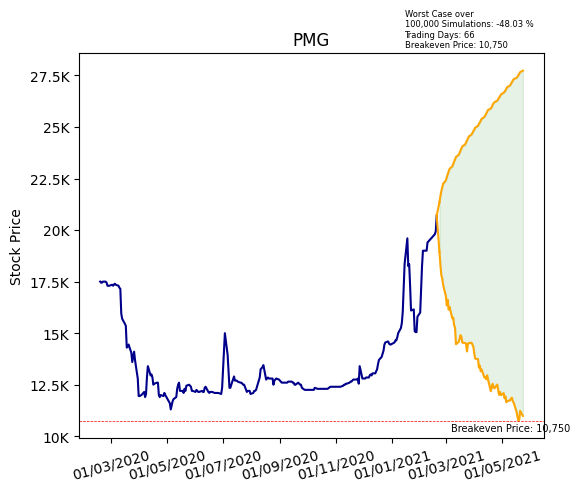 Worst Case over
100,000 Simulations: -48.03 %
Trading Days: 66
Breakeven Price: 10,750
PMG
Stock Price
27.5K
25K
22.5K
20K
17.5K
15K
12.5K
10K
Breakeven Price: 10,750
01/03/2020
01/05/2020
01/07/2020
01/09/2020
01/11/2020
01/01/2021
01/03/2021
01/05/2021